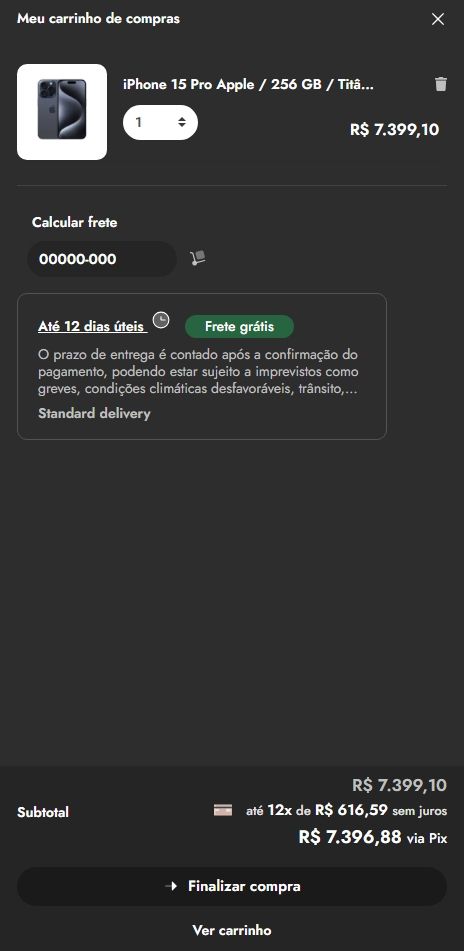 Meu carrinho de compras
iPhone 15 Pro Apple / 256 GB / Titâ...
1
R$ 7.399,10
Calcular frete
00000-000
Até 12 dias úteis
Frete grátis
O prazo de entrega é contado após a confirmação do
pagamento, podendo estar sujeito a imprevistos como
greves, condições climáticas desfavoráveis, trânsito,...
Standard delivery
R$ 7.399,10
Subtotal
até 12x de R$ 616,59 sem juros
R$ 7.396,88 via Pix
Finalizar compra
Ver carrinho